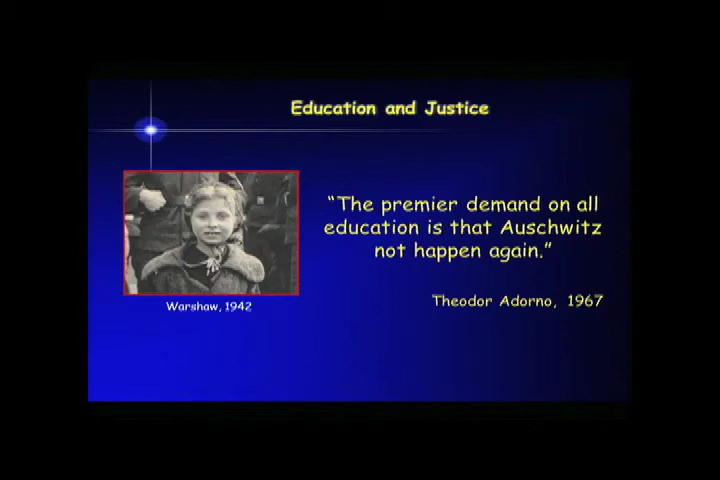 Education and Justice
“The premier demand on all
education is that Auschwitz
not happen again.”
Theodor Adorno, 1967
Warshaw, 1942